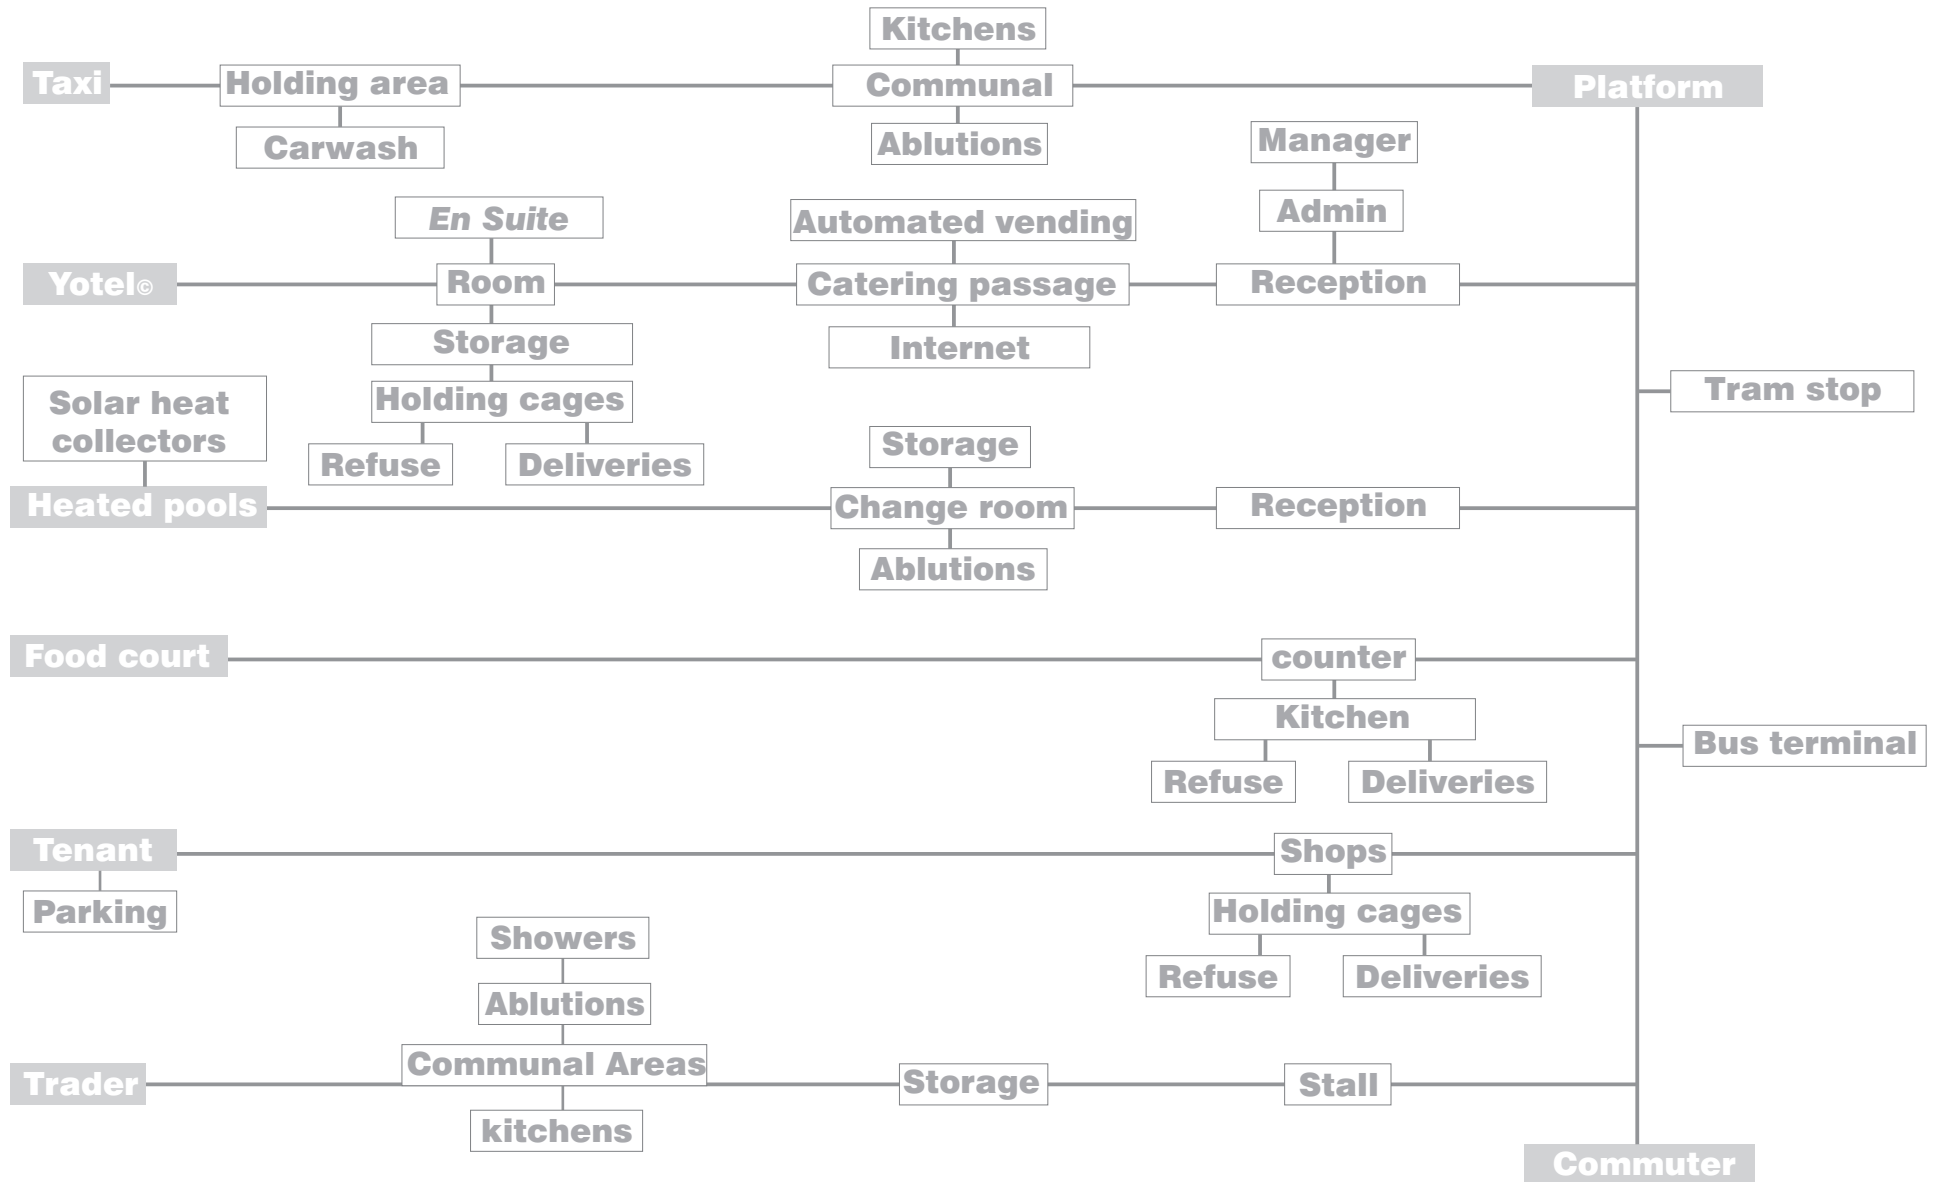 Kitchens
Taxi
Holding area
Communal
Platform
Carwash
Ablutions
Manager
En Suite
Automated vending
Admin
Yotel©
Room
Catering passage
Reception
Storage
Internet
Solar heat
collectors
Holding cages
Tram stop
Refuse
Deliveries
Storage
Heated pools
Change room
Reception
Ablutions
Food court
counter
Kitchen
Bus terminal
Refuse
Deliveries
Tenant
Shops
Parking
Holding cages
Showers
Refuse
Deliveries
Ablutions
Communal Areas
Trader
Storage
Stall
kitchens
Commuter